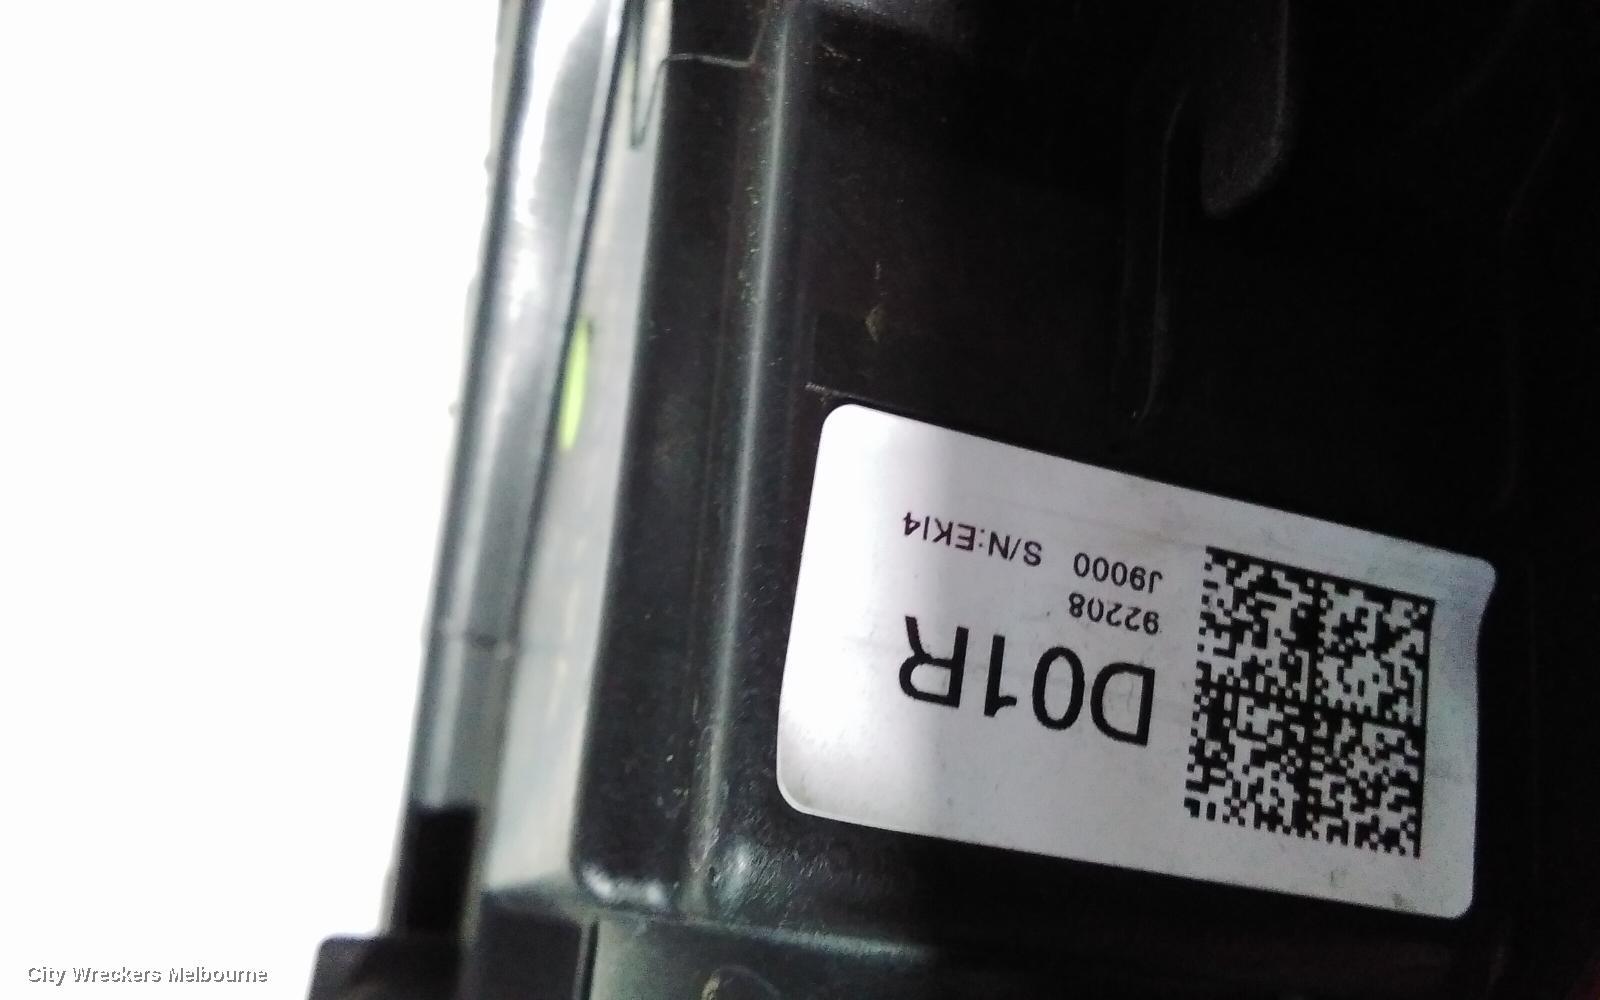 D01R
92208
J9000 S/N:EKI4
City Wreckers Melbourne